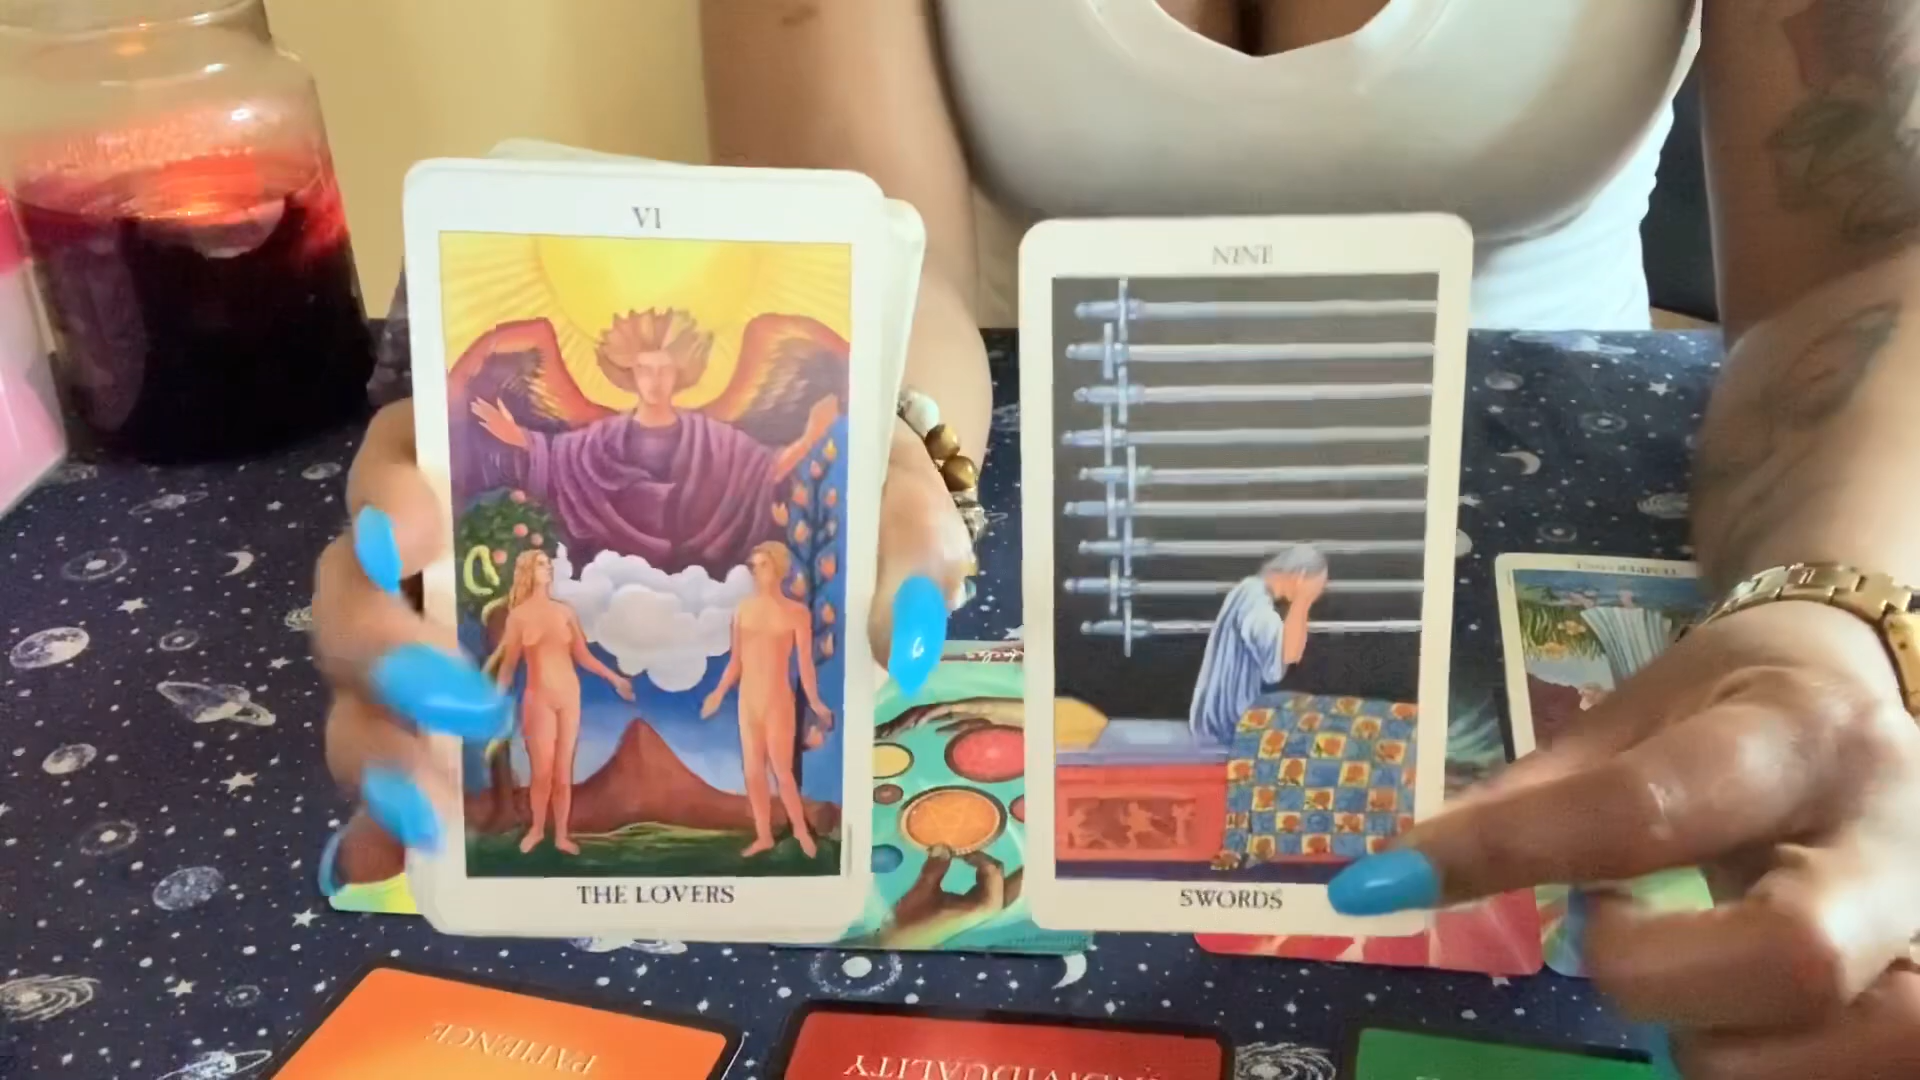 VI
THE LOVERS
NINE
SWORDS
PATIENCE
INDIVIDUALITY